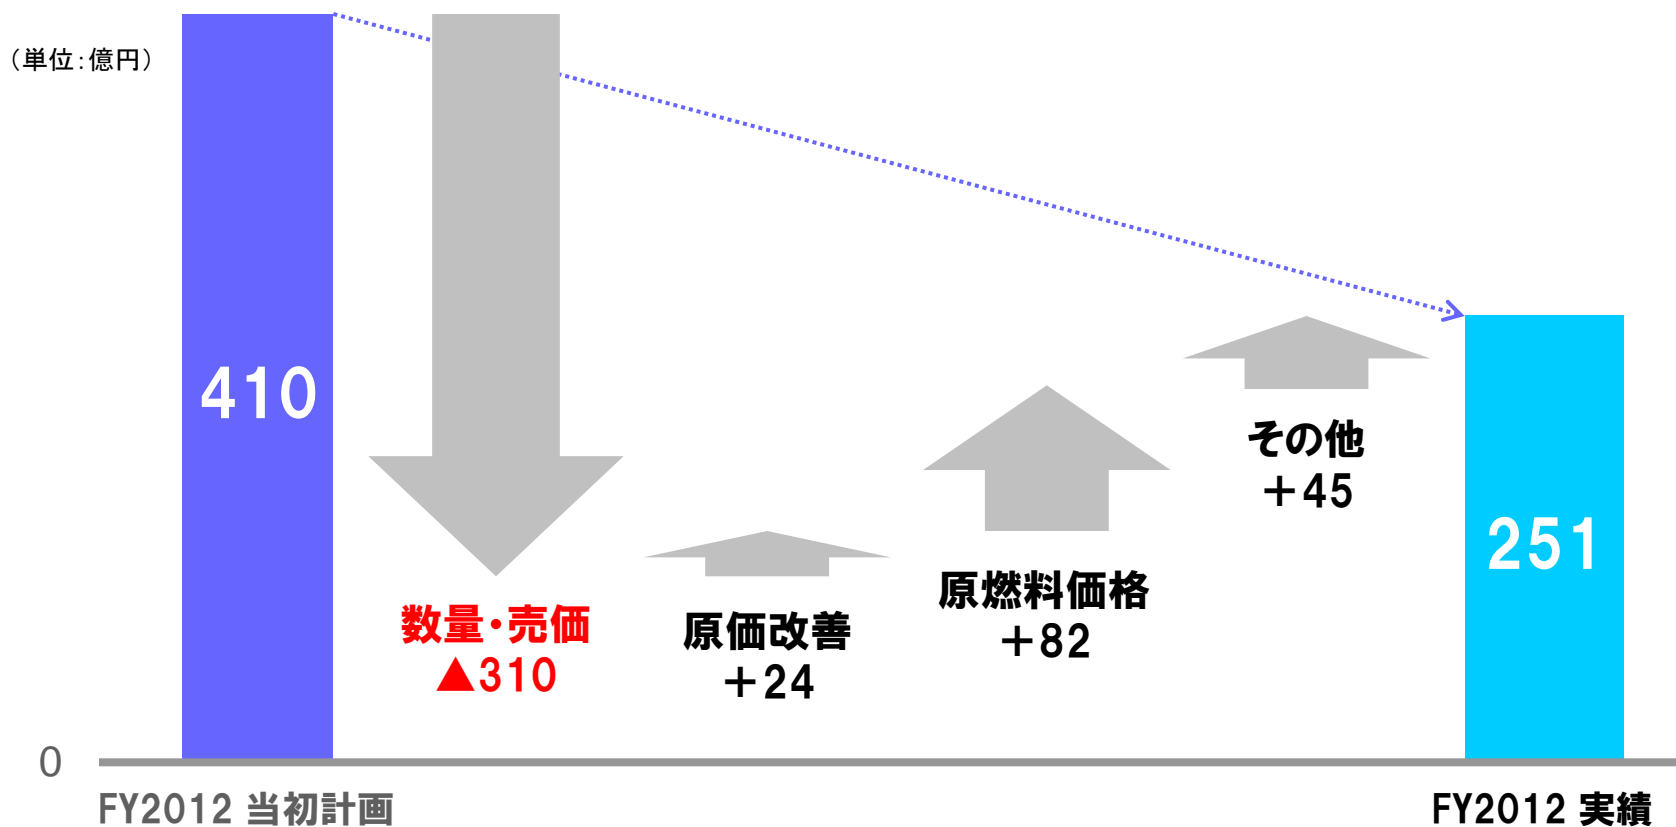 （単位：億円）
410
数量・売価
▲310
原価改善
＋24
原燃料価格
＋82
その他
＋45
251
0
FY2012 当初計画
FY2012 実績